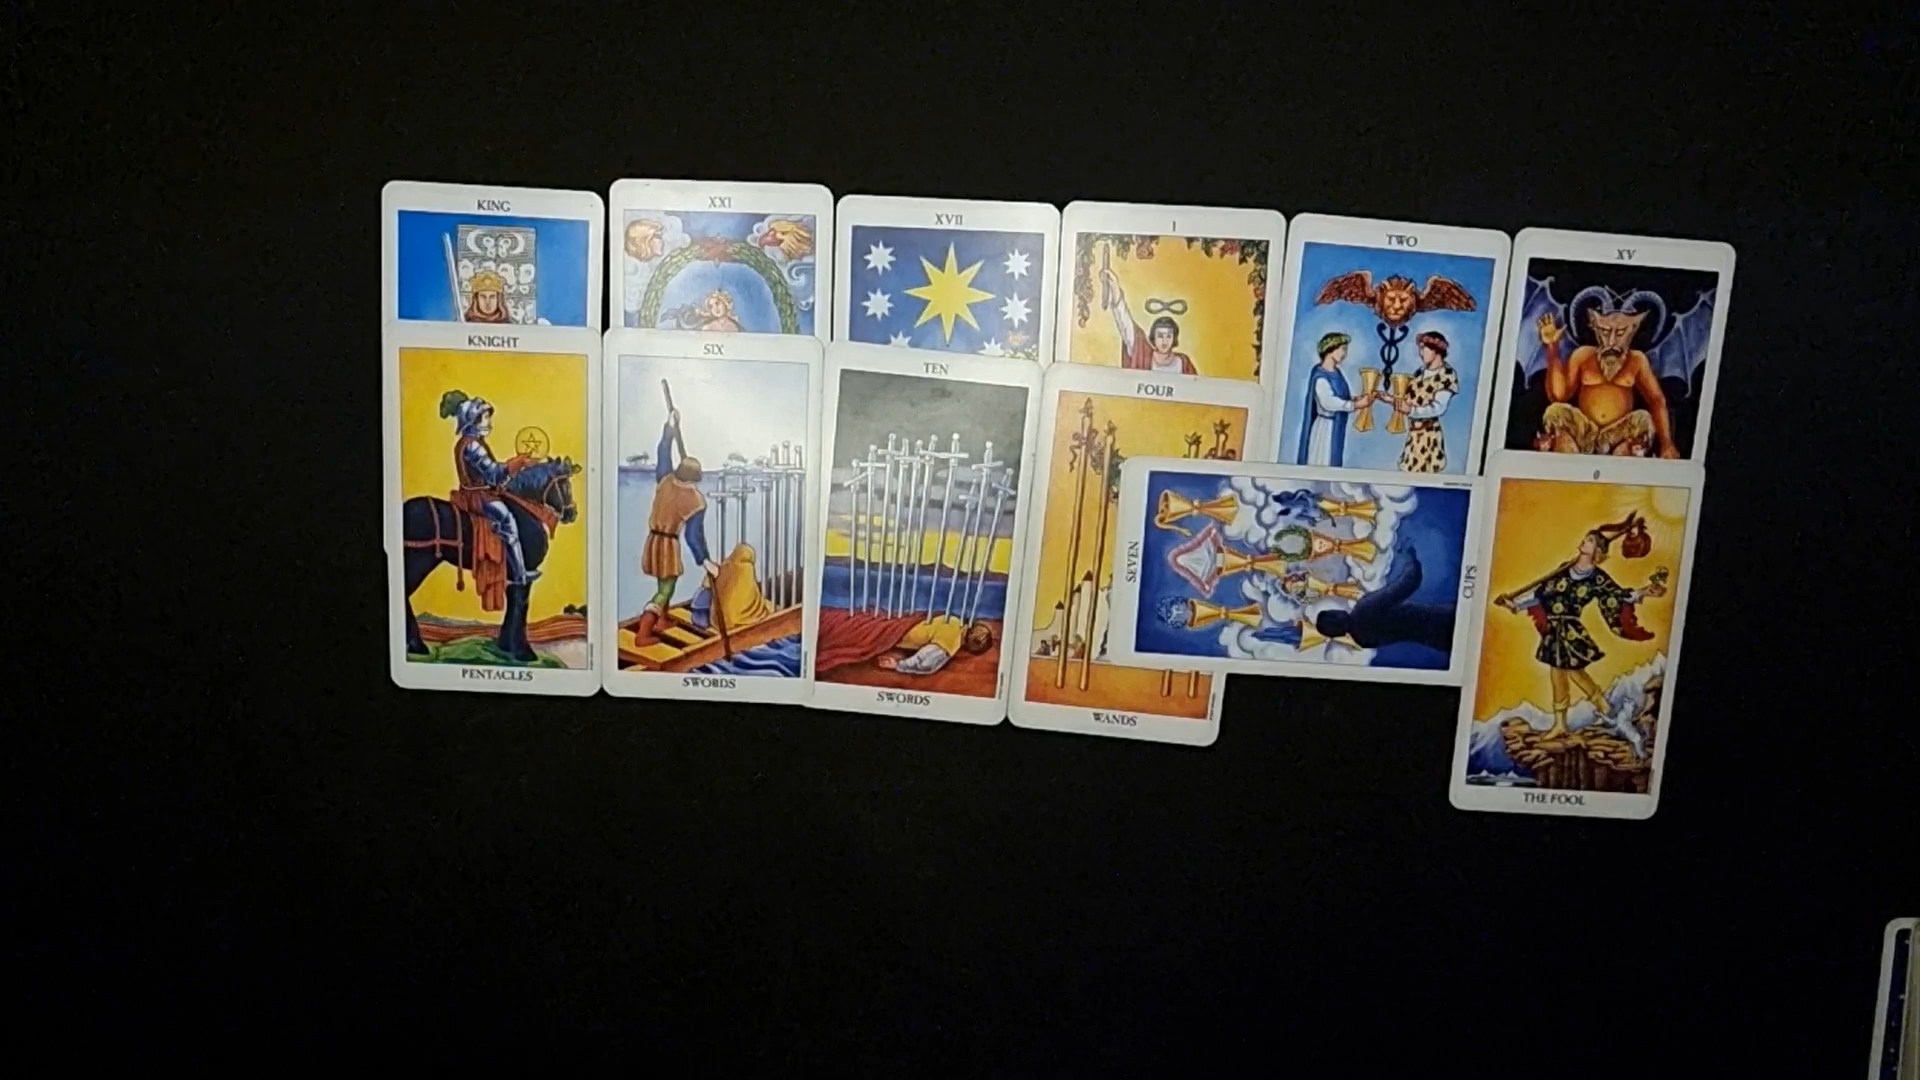 KING
XXI
XVII
I
TWO
XV
KNIGHT
SIX
TEN
FOUR
SEVEN
CUPS
0
PENTACLES
SWORDS
SWORDS
WANDS
THE FOOL